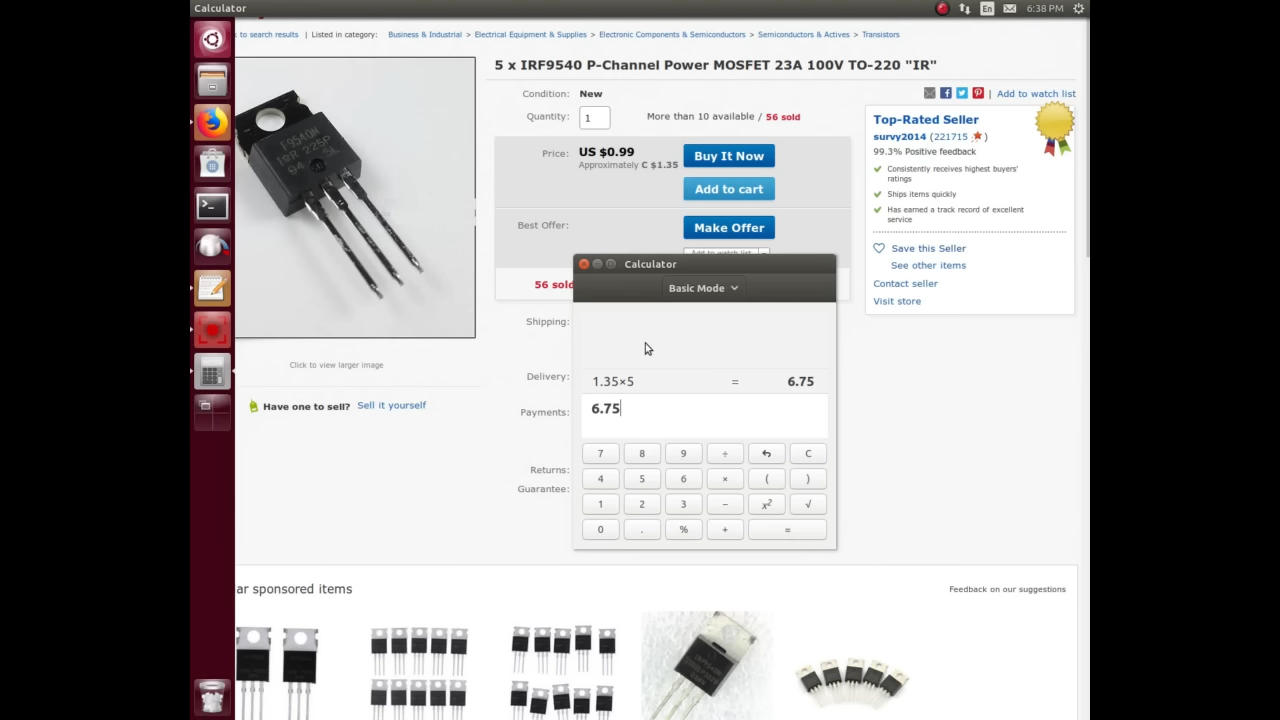 Calculator
En
6:38 PM
to search results | Listed in category: Business & Industrial > Electrical Equipment & Supplies > Electronic Components & Semiconductors > Semiconductors & Actives > Transistors
5 x IRF9540 P-Channel Power MOSFET 23A 100V TO-220 "IR"
Condition: New
| Add to watch list
Quantity: 1 More than 10 available / 56 sold
Price: US $0.99
Approximately C $1.35
Buy It Now
Add to cart
Best Offer:
Make Offer
Add to watch list
56 sold
Top-Rated Seller
survy2014 (221715 )
99.3% Positive feedback
Consistently receives highest buyers'
ratings
Ships items quickly
Has earned a track record of excellent
service
Save this Seller
See other items
Contact seller
Visit store
F9540N
Click to view larger image
Have one to sell? Sell it yourself
Shipping:
Delivery:
Payments:
Returns:
Guarantee:
Calculator
Basic Mode
1.35×5 = 6.75
6.75
7 8 9 ÷ C
4 5 6 × ( )
1 2 3 − x² √
0 . % + =
ar sponsored items
Feedback on our suggestions